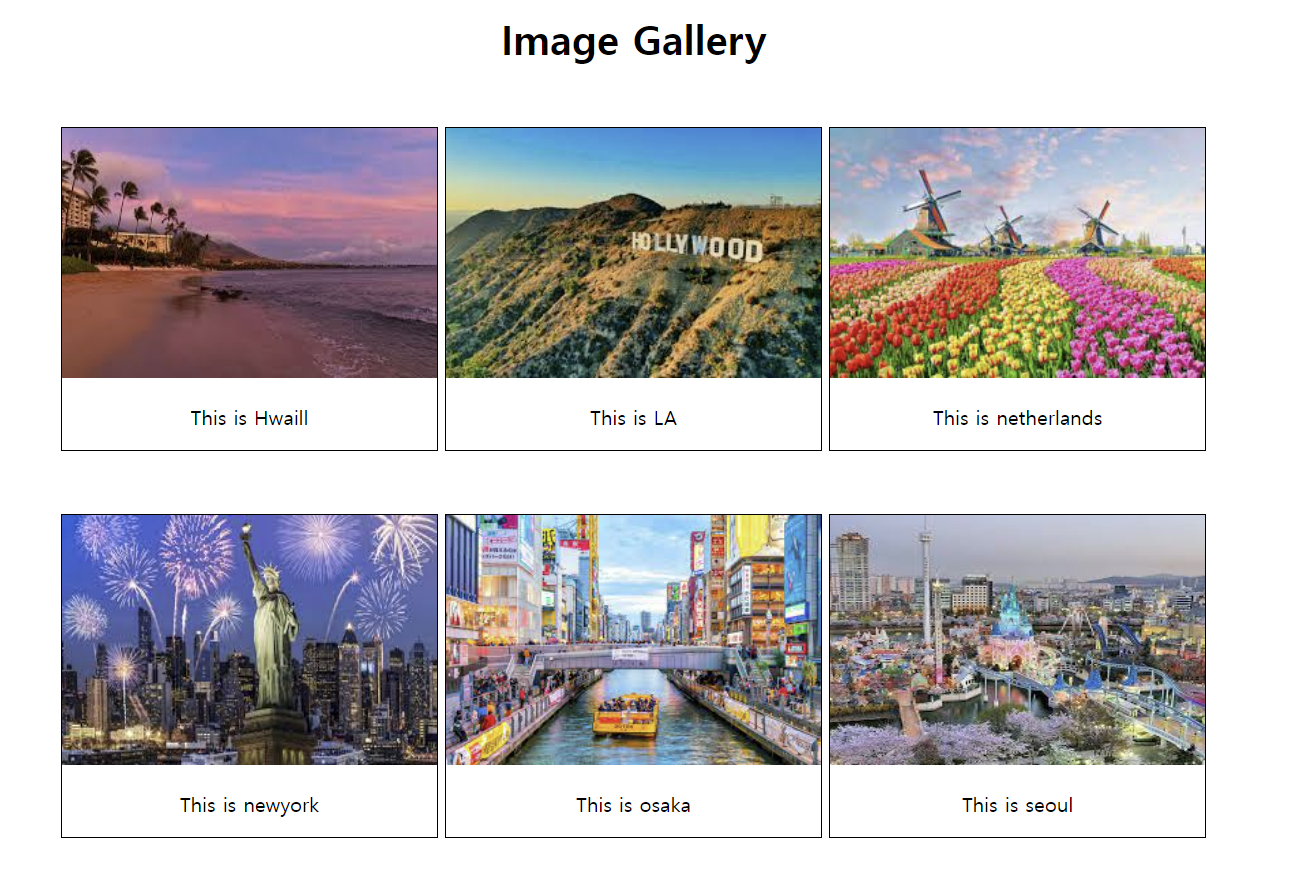 Image Gallery
HOLLYWOOD
This is Hwaill
This is LA
This is netherlands
This is newyork
This is osaka
This is seoul